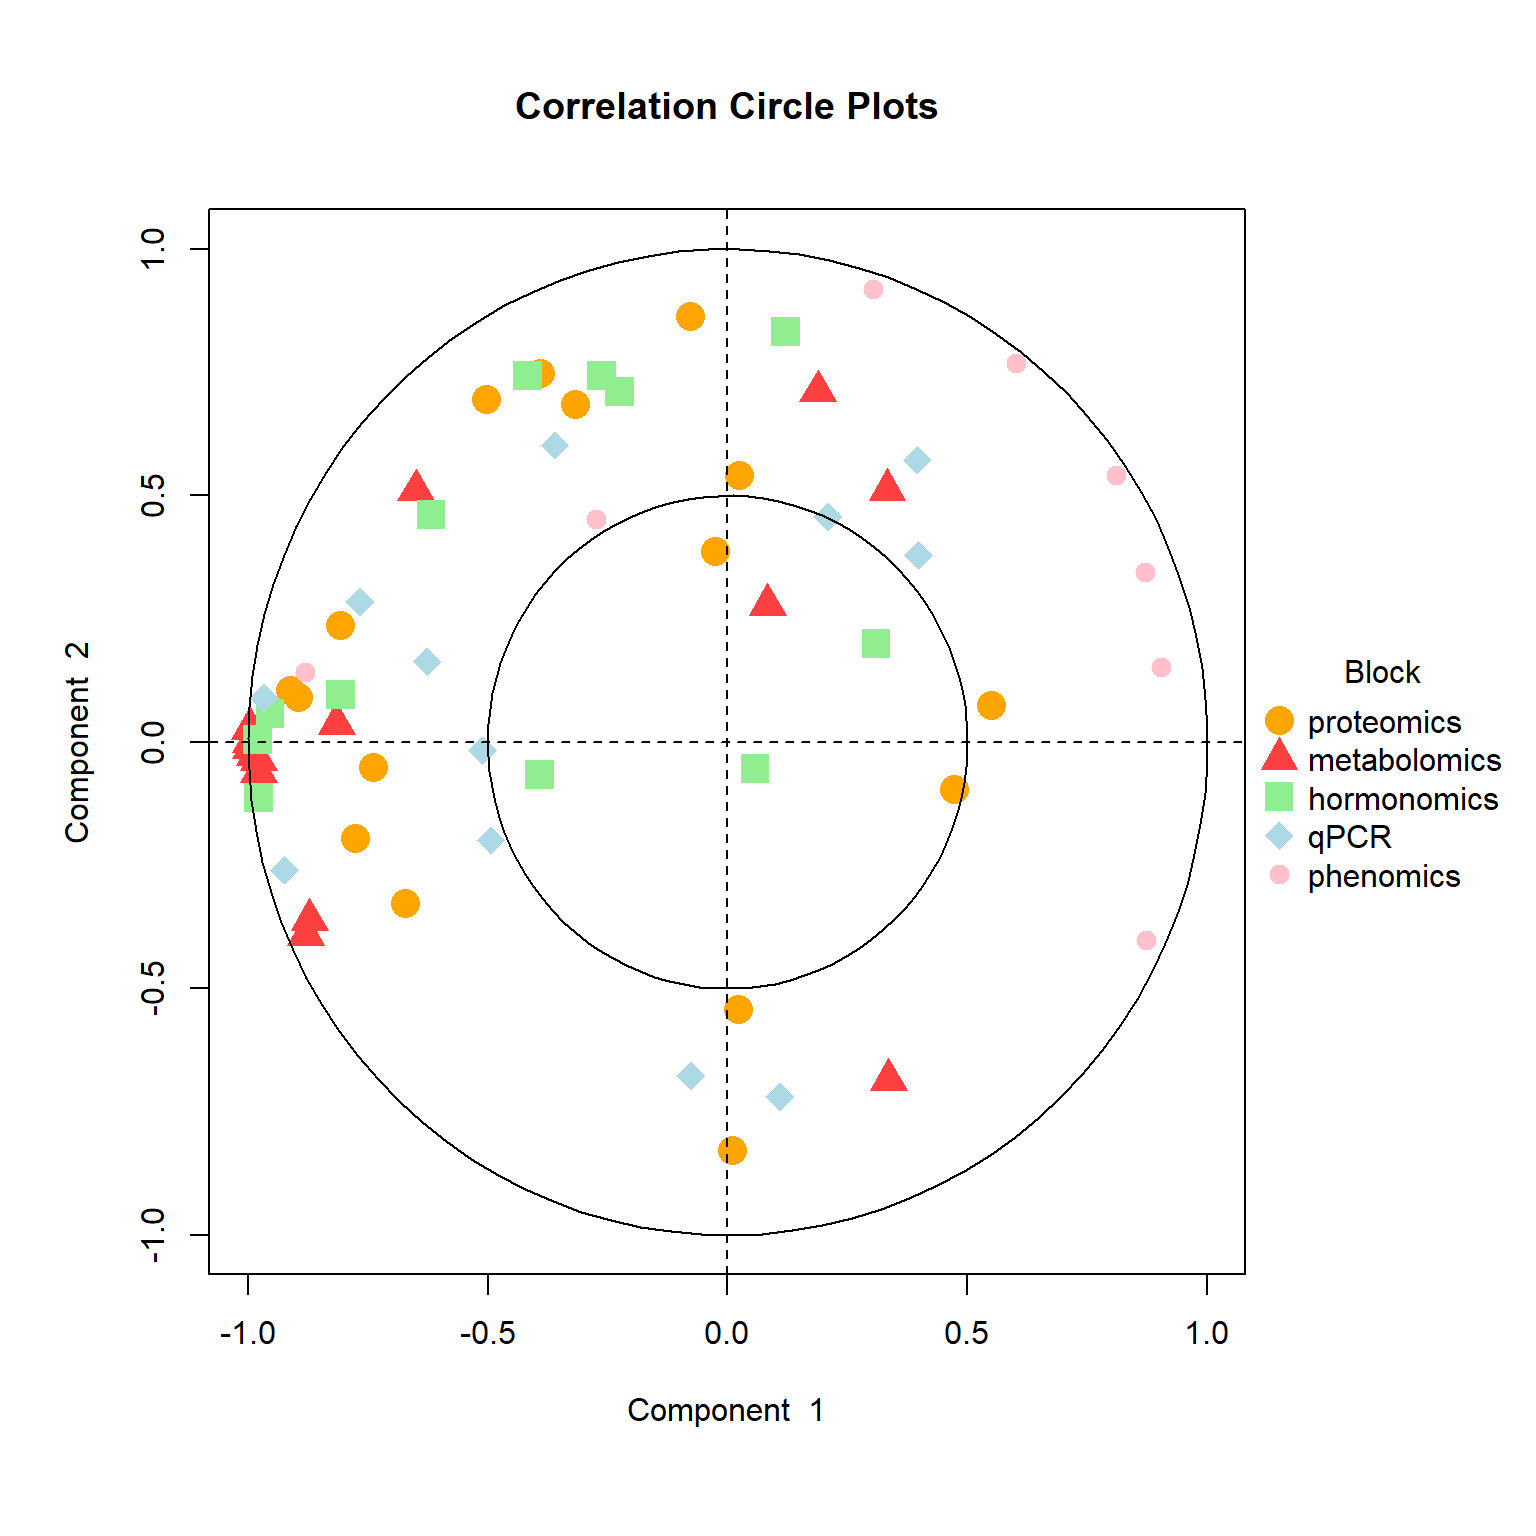 Correlation Circle Plots
1.0
0.5
0.0
-0.5
-1.0
Component 2
-1.0 -0.5 0.0 0.5 1.0
Component 1
Block
proteomics
metabolomics
hormonomics
qPCR
phenomics